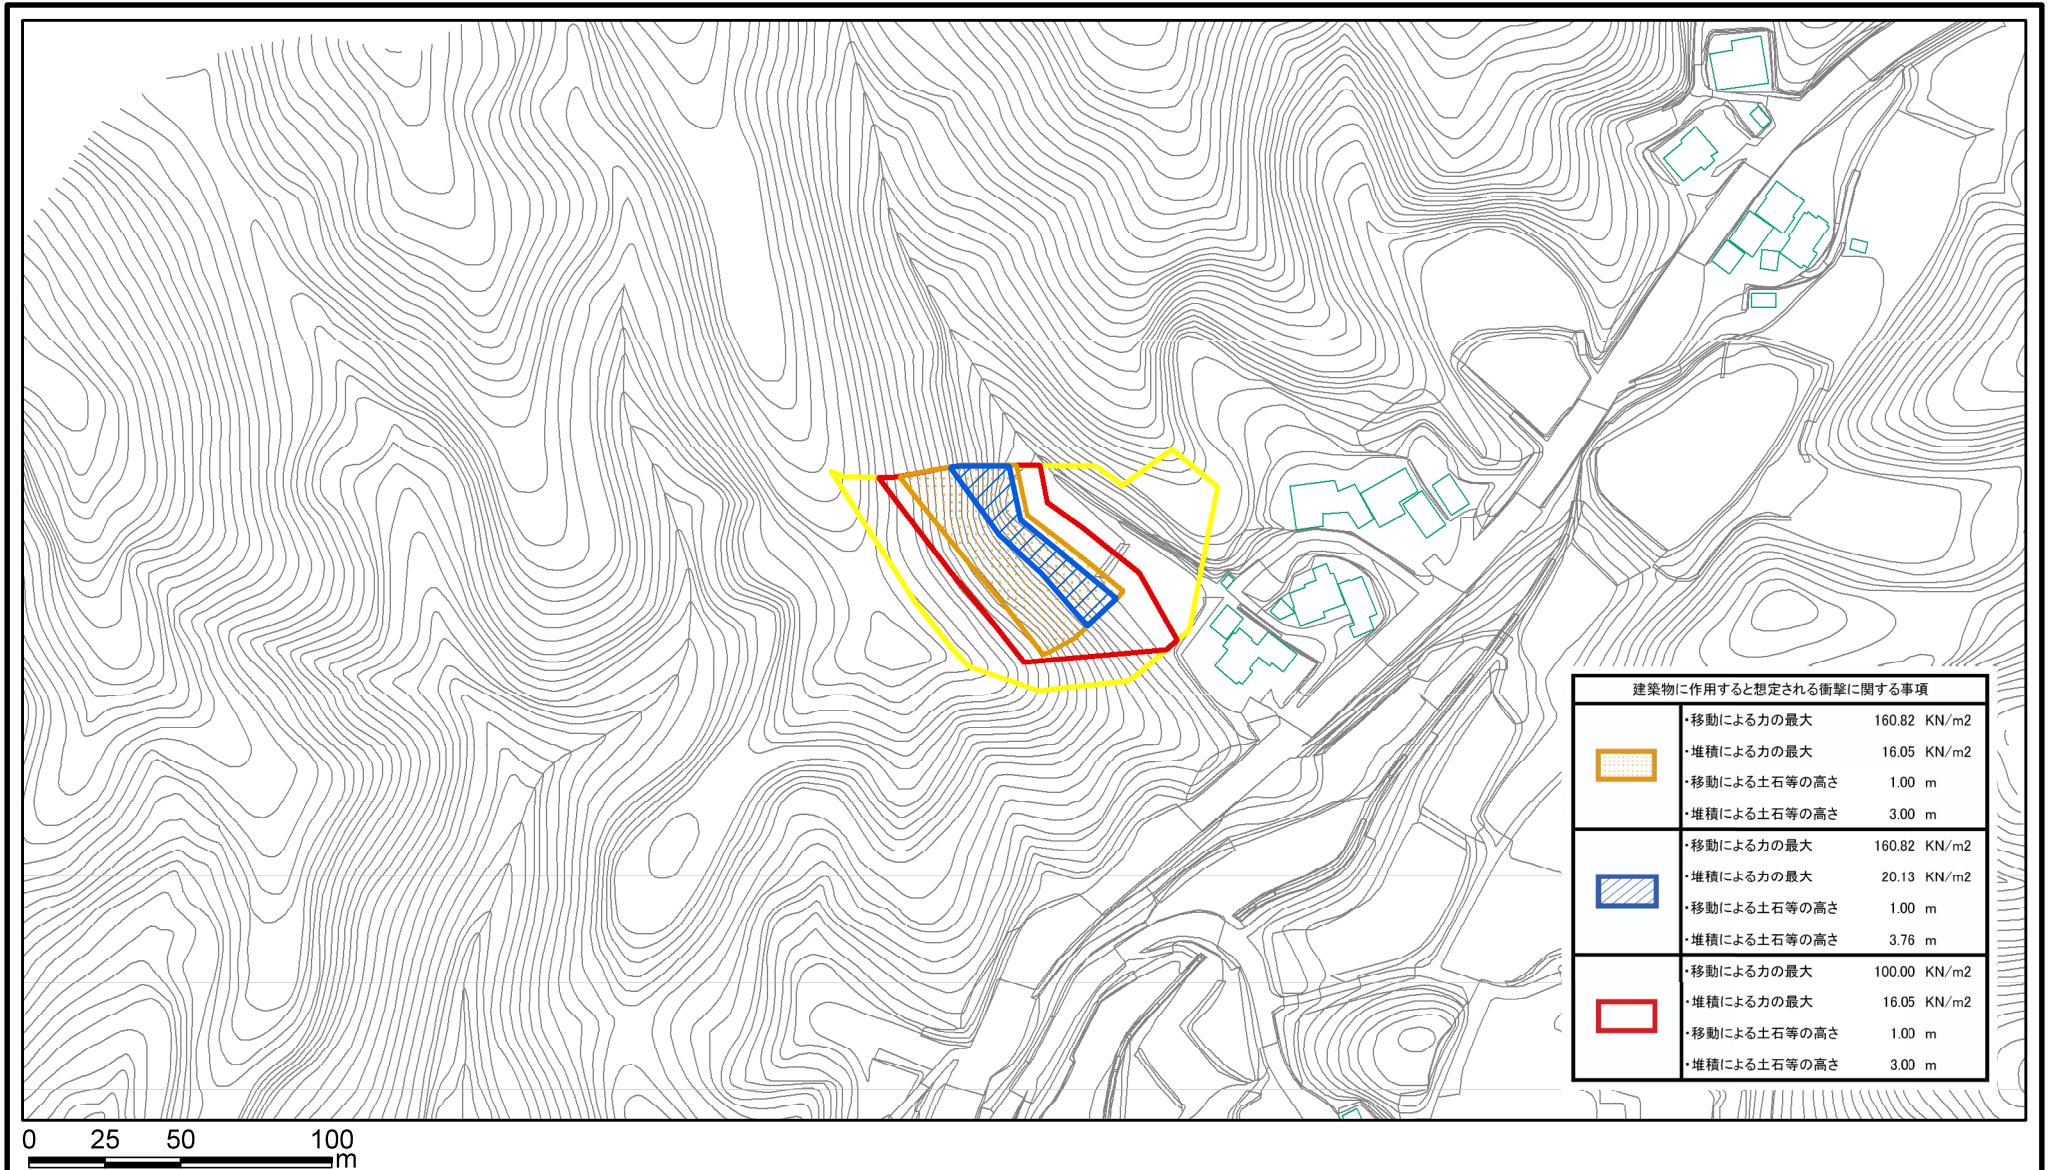 建築物に作用すると想定される衝撃に関する事項
・移動による力の最大 160.82 KN/m2
・堆積による力の最大 16.05 KN/m2
・移動による土石等の高さ 1.00 m
・堆積による土石等の高さ 3.00 m
・移動による力の最大 160.82 KN/m2
・堆積による力の最大 20.13 KN/m2
・移動による土石等の高さ 1.00 m
・堆積による土石等の高さ 3.76 m
・移動による力の最大 100.00 KN/m2
・堆積による力の最大 16.05 KN/m2
・移動による土石等の高さ 1.00 m
・堆積による土石等の高さ 3.00 m
0 25 50 100
m